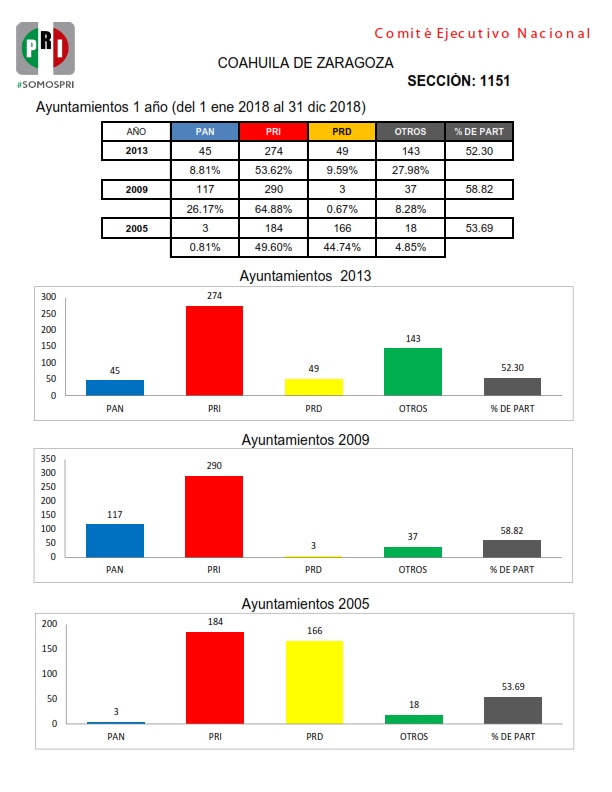 Comité Ejecutivo Nacional
PRI
#SOMOSPRI
COAHUILA DE ZARAGOZA
SECCIÓN: 1151
Ayuntamientos 1 año (del 1 ene 2018 al 31 dic 2018)
AÑO PAN PRI PRD OTROS % DE PART
2013 45 274 49 143 52.30
8.81% 53.62% 9.59% 27.98%
2009 117 290 3 37 58.82
26.17% 64.88% 0.67% 8.28%
2005 3 184 166 18 53.69
0.81% 49.60% 44.74% 4.85%
Ayuntamientos 2013
300
250
200
150
100
50
0
45 274 49 143 52.30
PAN PRI PRD OTROS % DE PART
Ayuntamientos 2009
350
300
250
200
150
100
50
0
117 290 3 37 58.82
PAN PRI PRD OTROS % DE PART
Ayuntamientos 2005
200
150
100
50
0
3 184 166 18 53.69
PAN PRI PRD OTROS % DE PART